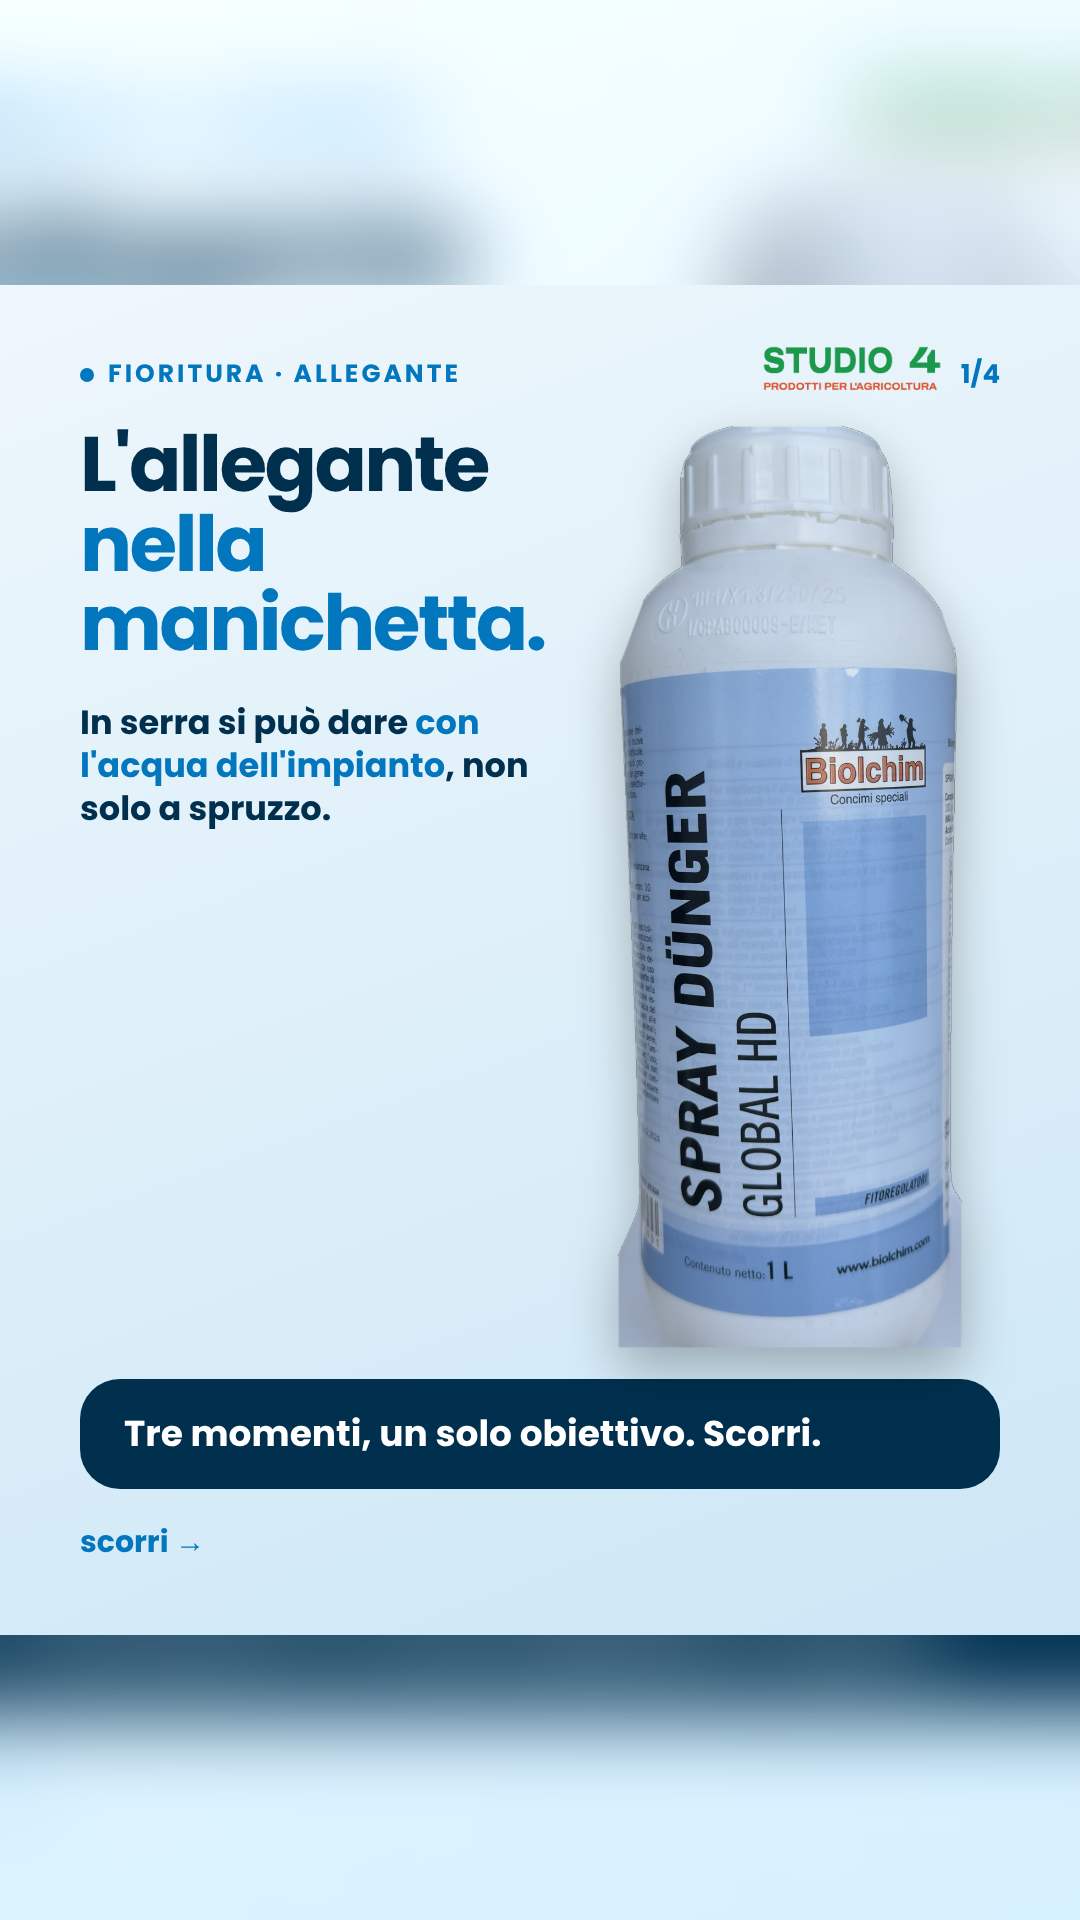 FIORITURA · ALLEGANTE
STUDIO 4
PRODOTTI PER L'AGRICOLTURA
1/4
L'allegante
nella
manichetta.
In serra si può dare con
l'acqua dell'impianto, non
solo a spruzzo.
Biolchim
Concimi speciali
SPRAY DÜNGER
GLOBAL HD
FITOREGOLATORI
Contenuto netto: 1 L
www.biolchim.com
Tre momenti, un solo obiettivo. Scorri.
scorri →